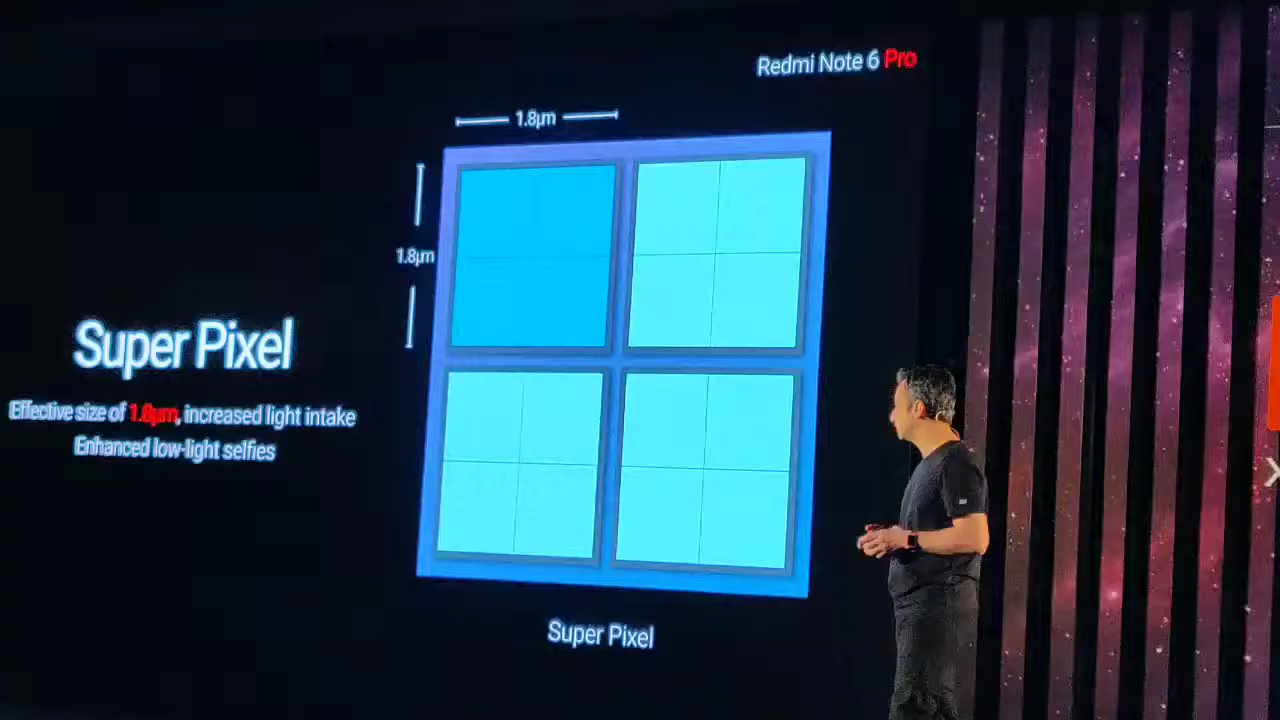 Redmi Note 6 Pro
1.8μm
1.8μm
Super Pixel
Effective size of 1.8μm, increased light intake
Enhanced low-light selfies
Super Pixel